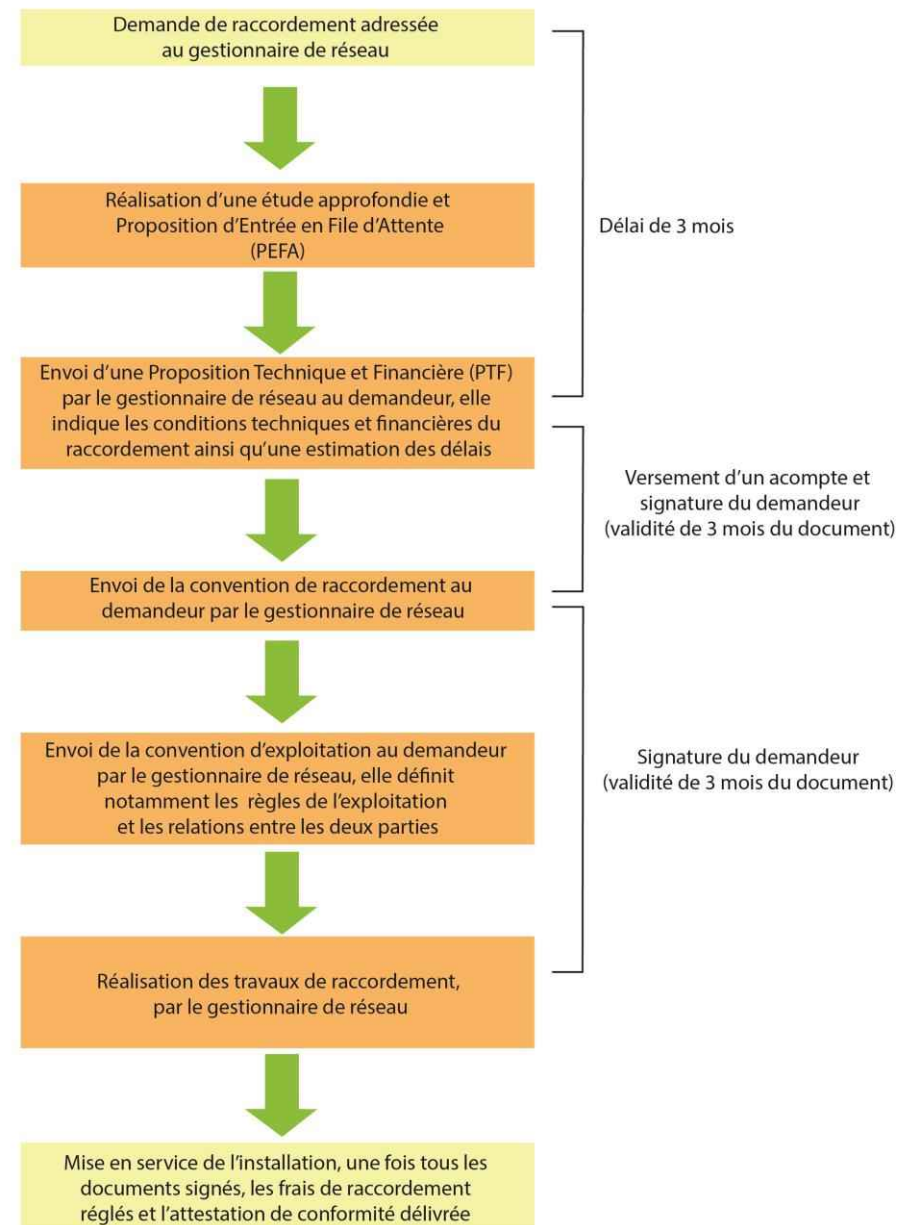 Demande de raccordement adressée
au gestionnaire de réseau
Réalisation d'une étude approfondie et
Proposition d'Entrée en File d'Attente
(PEFA)
Délai de 3 mois
Envoi d'une Proposition Technique et Financière (PTF)
par le gestionnaire de réseau au demandeur, elle
indique les conditions techniques et financières du
raccordement ainsi qu'une estimation des délais
Versement d'un acompte et
signature du demandeur
(validité de 3 mois du document)
Envoi de la convention de raccordement au
demandeur par le gestionnaire de réseau
Envoi de la convention d'exploitation au demandeur
par le gestionnaire de réseau, elle définit
notamment les règles de l'exploitation
et les relations entre les deux parties
Signature du demandeur
(validité de 3 mois du document)
Réalisation des travaux de raccordement,
par le gestionnaire de réseau
Mise en service de l'installation, une fois tous les
documents signés, les frais de raccordement
réglés et l'attestation de conformité délivrée